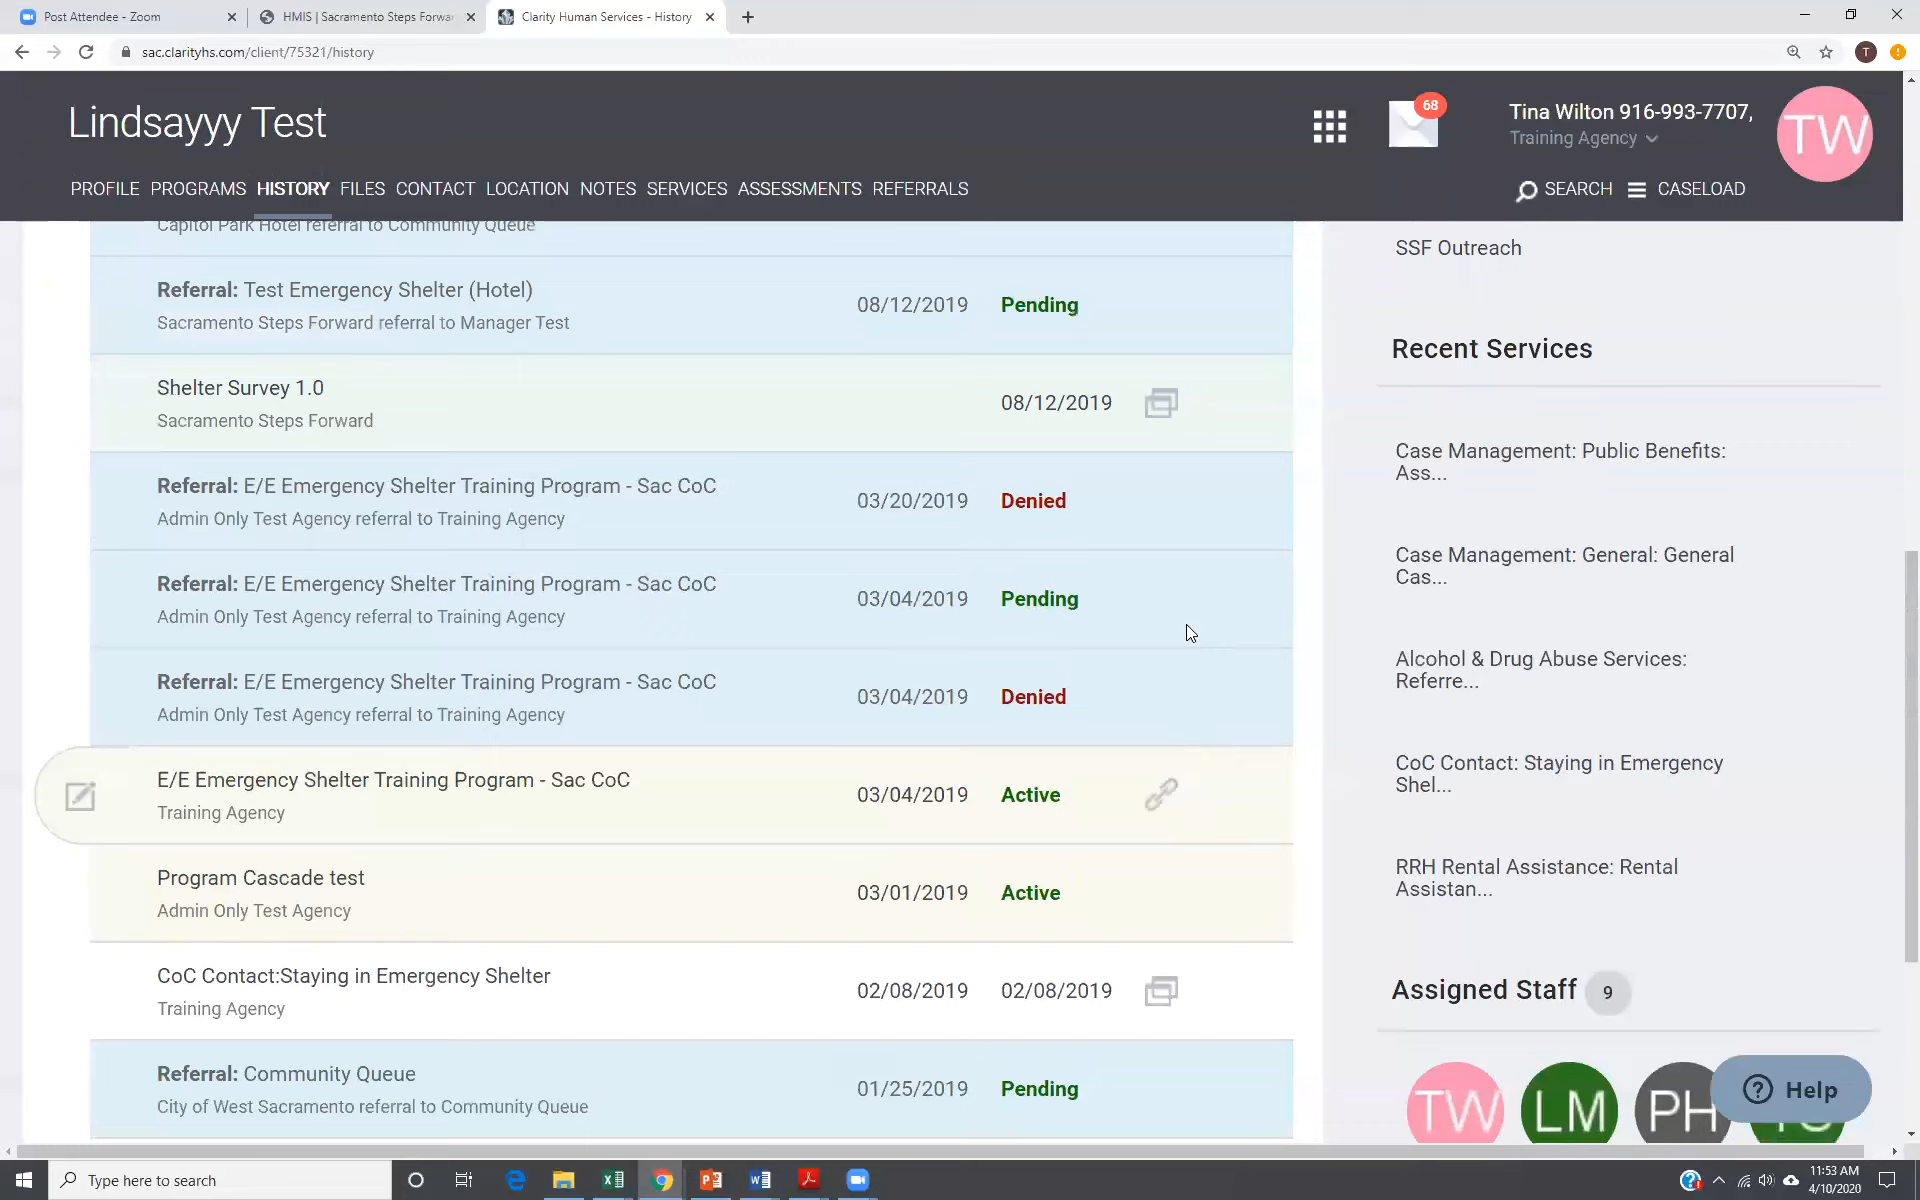 Post Attendee - Zoom
HMIS | Sacramento Steps Forwa
Clarity Human Services - History
sac.clarityhs.com/client/75321/history
T
Lindsayyy Test
68
Tina Wilton 916-993-7707,
Training Agency
TW
PROFILE PROGRAMS HISTORY FILES CONTACT LOCATION NOTES SERVICES ASSESSMENTS REFERRALS
SEARCH CASELOAD
Capitol Park Hotel referral to Community Queue
Referral: Test Emergency Shelter (Hotel)
Sacramento Steps Forward referral to Manager Test
08/12/2019 Pending
Shelter Survey 1.0
Sacramento Steps Forward
08/12/2019
Referral: E/E Emergency Shelter Training Program - Sac CoC
Admin Only Test Agency referral to Training Agency
03/20/2019 Denied
Referral: E/E Emergency Shelter Training Program - Sac CoC
Admin Only Test Agency referral to Training Agency
03/04/2019 Pending
Referral: E/E Emergency Shelter Training Program - Sac CoC
Admin Only Test Agency referral to Training Agency
03/04/2019 Denied
E/E Emergency Shelter Training Program - Sac CoC
Training Agency
03/04/2019 Active
Program Cascade test
Admin Only Test Agency
03/01/2019 Active
CoC Contact:Staying in Emergency Shelter
Training Agency
02/08/2019 02/08/2019
Referral: Community Queue
City of West Sacramento referral to Community Queue
01/25/2019 Pending
SSF Outreach
Recent Services
Case Management: Public Benefits:
Ass...
Case Management: General: General
Cas...
Alcohol & Drug Abuse Services:
Referre...
CoC Contact: Staying in Emergency
Shel...
RRH Rental Assistance: Rental
Assistan...
Assigned Staff 9
TW LM PH
Help
Type here to search
11:53 AM
4/10/2020